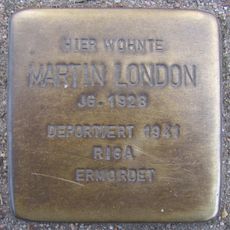 HIER WOHNTE
MARTIN LONDON
JG. 1928
DEPORTIERT 1941
RIGA
ERMORDET